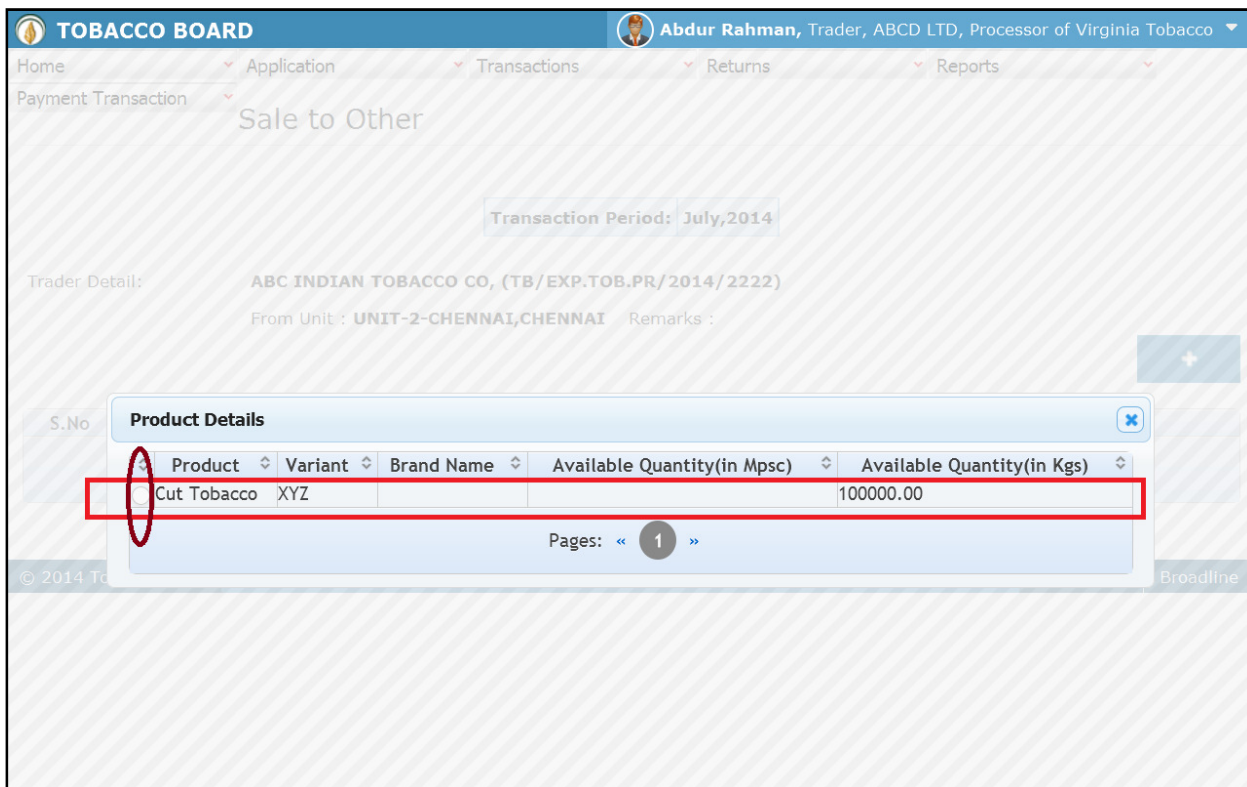 TOBACCO BOARD Abdur Rahman, Trader, ABCD LTD, Processor of Virginia Tobacco
Home Application Transactions Returns Reports
Payment Transaction
Sale to Other
Transaction Period: July,2014
Trader Detail: ABC INDIAN TOBACCO CO, (TB/EXP.TOB.PR/2014/2222)
From Unit : UNIT-2-CHENNAI,CHENNAI Remarks :
S.No
Product Details
Product Variant Brand Name Available Quantity(in Mpsc) Available Quantity(in Kgs)
Cut Tobacco XYZ 100000.00
Pages: « 1 »
© 2014 Broadline